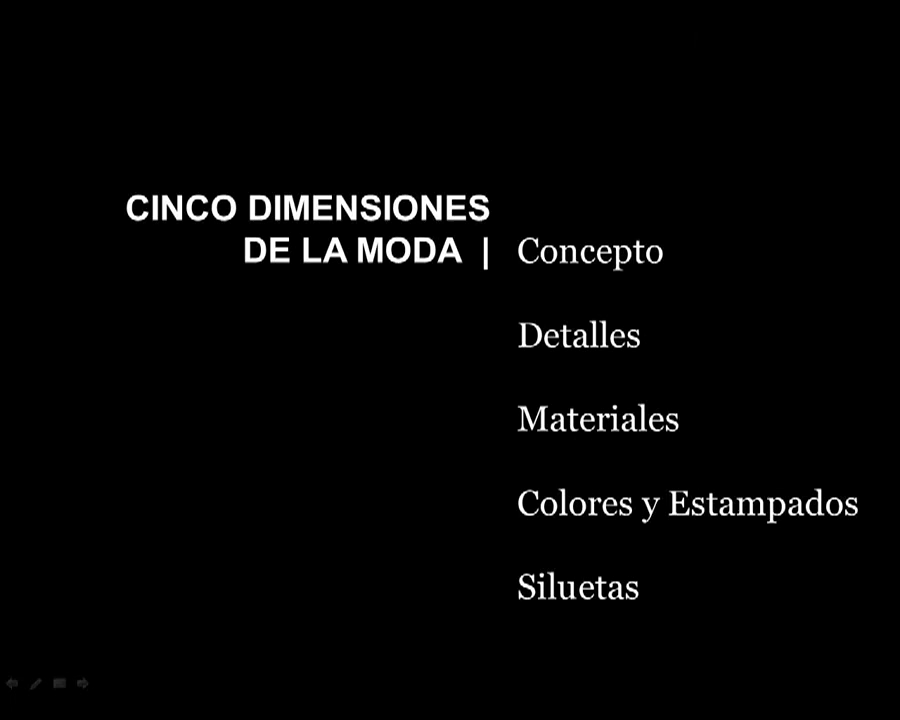 CINCO DIMENSIONES
DE LA MODA | Concepto
Detalles
Materiales
Colores y Estampados
Siluetas